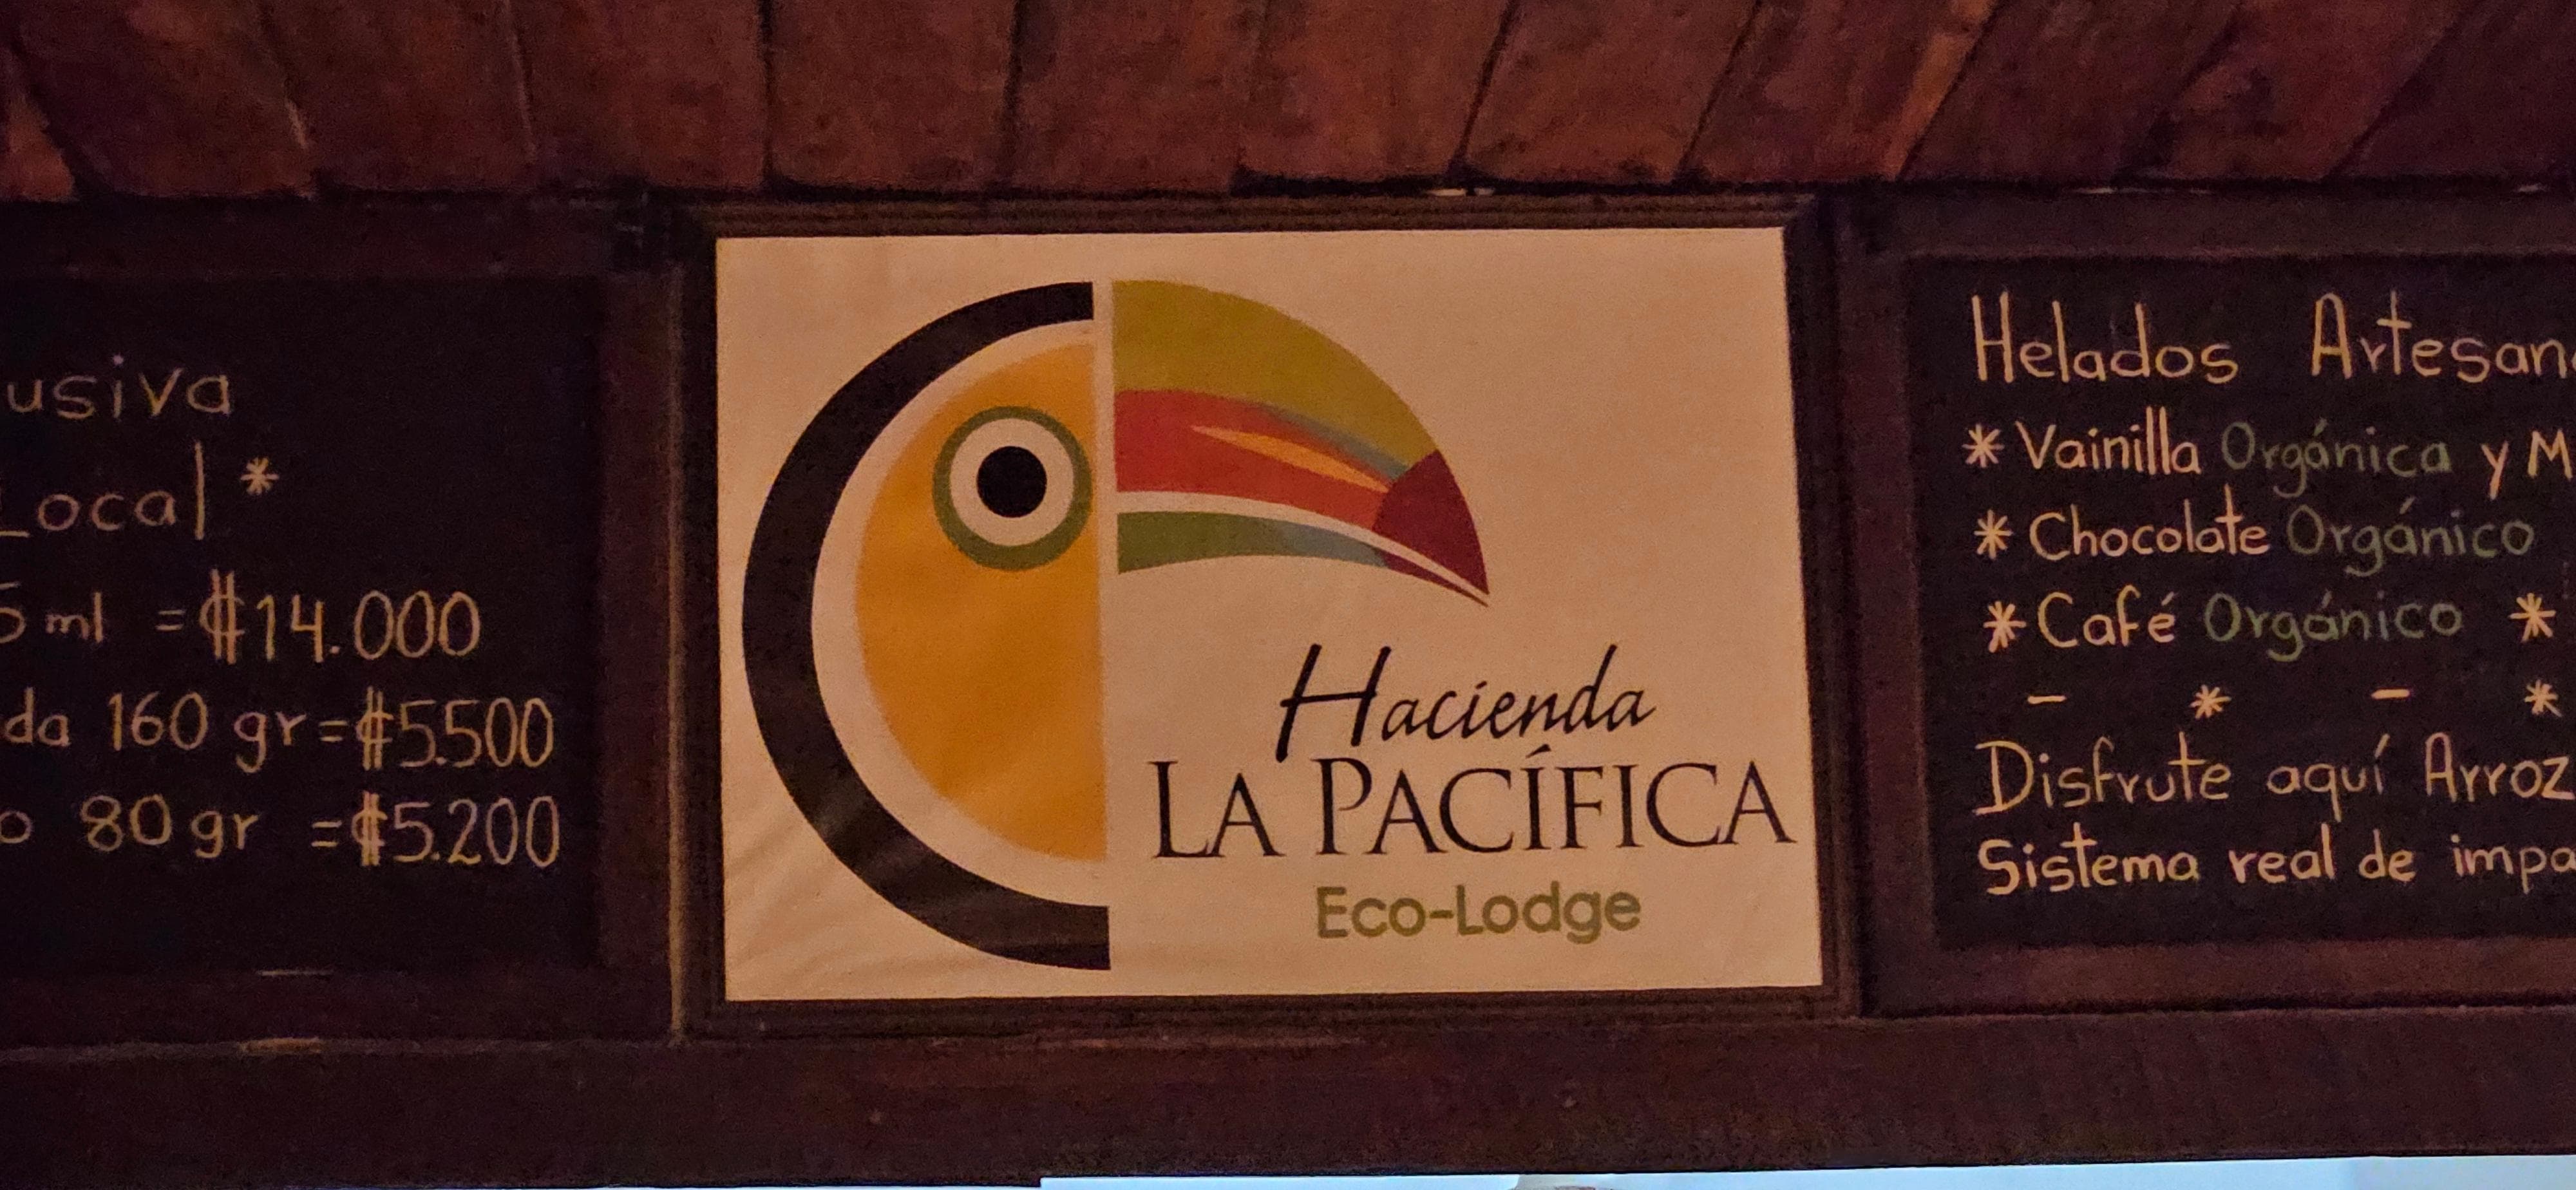 usiva
Local *
5 ml = ₡14.000
da 160 gr = ₡5.500
o 80 gr = ₡5.200
Hacienda
LA PACÍFICA
Eco-Lodge
Helados Artesan
* Vainilla Orgánica y M
* Chocolate Orgánico
* Café Orgánico *
- * - *
Disfrute aquí Arroz
Sistema real de impa